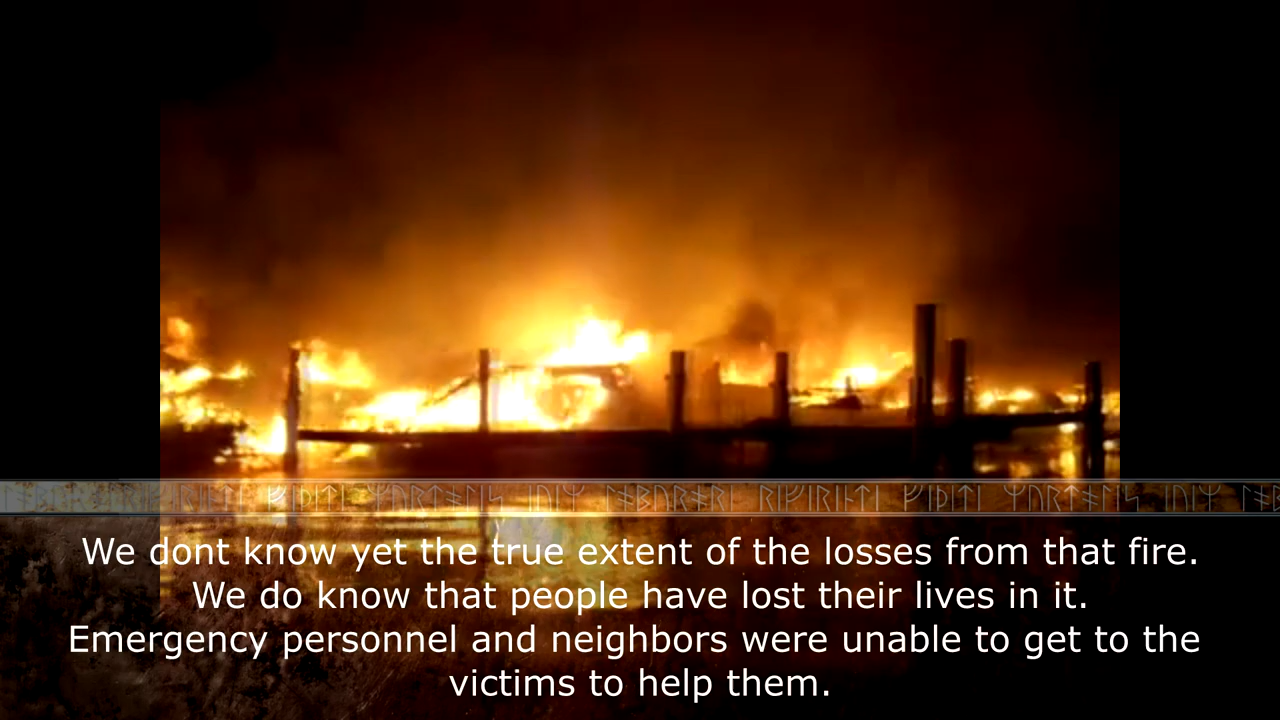 We dont know yet the true extent of the losses from that fire.
We do know that people have lost their lives in it.
Emergency personnel and neighbors were unable to get to the
victims to help them.